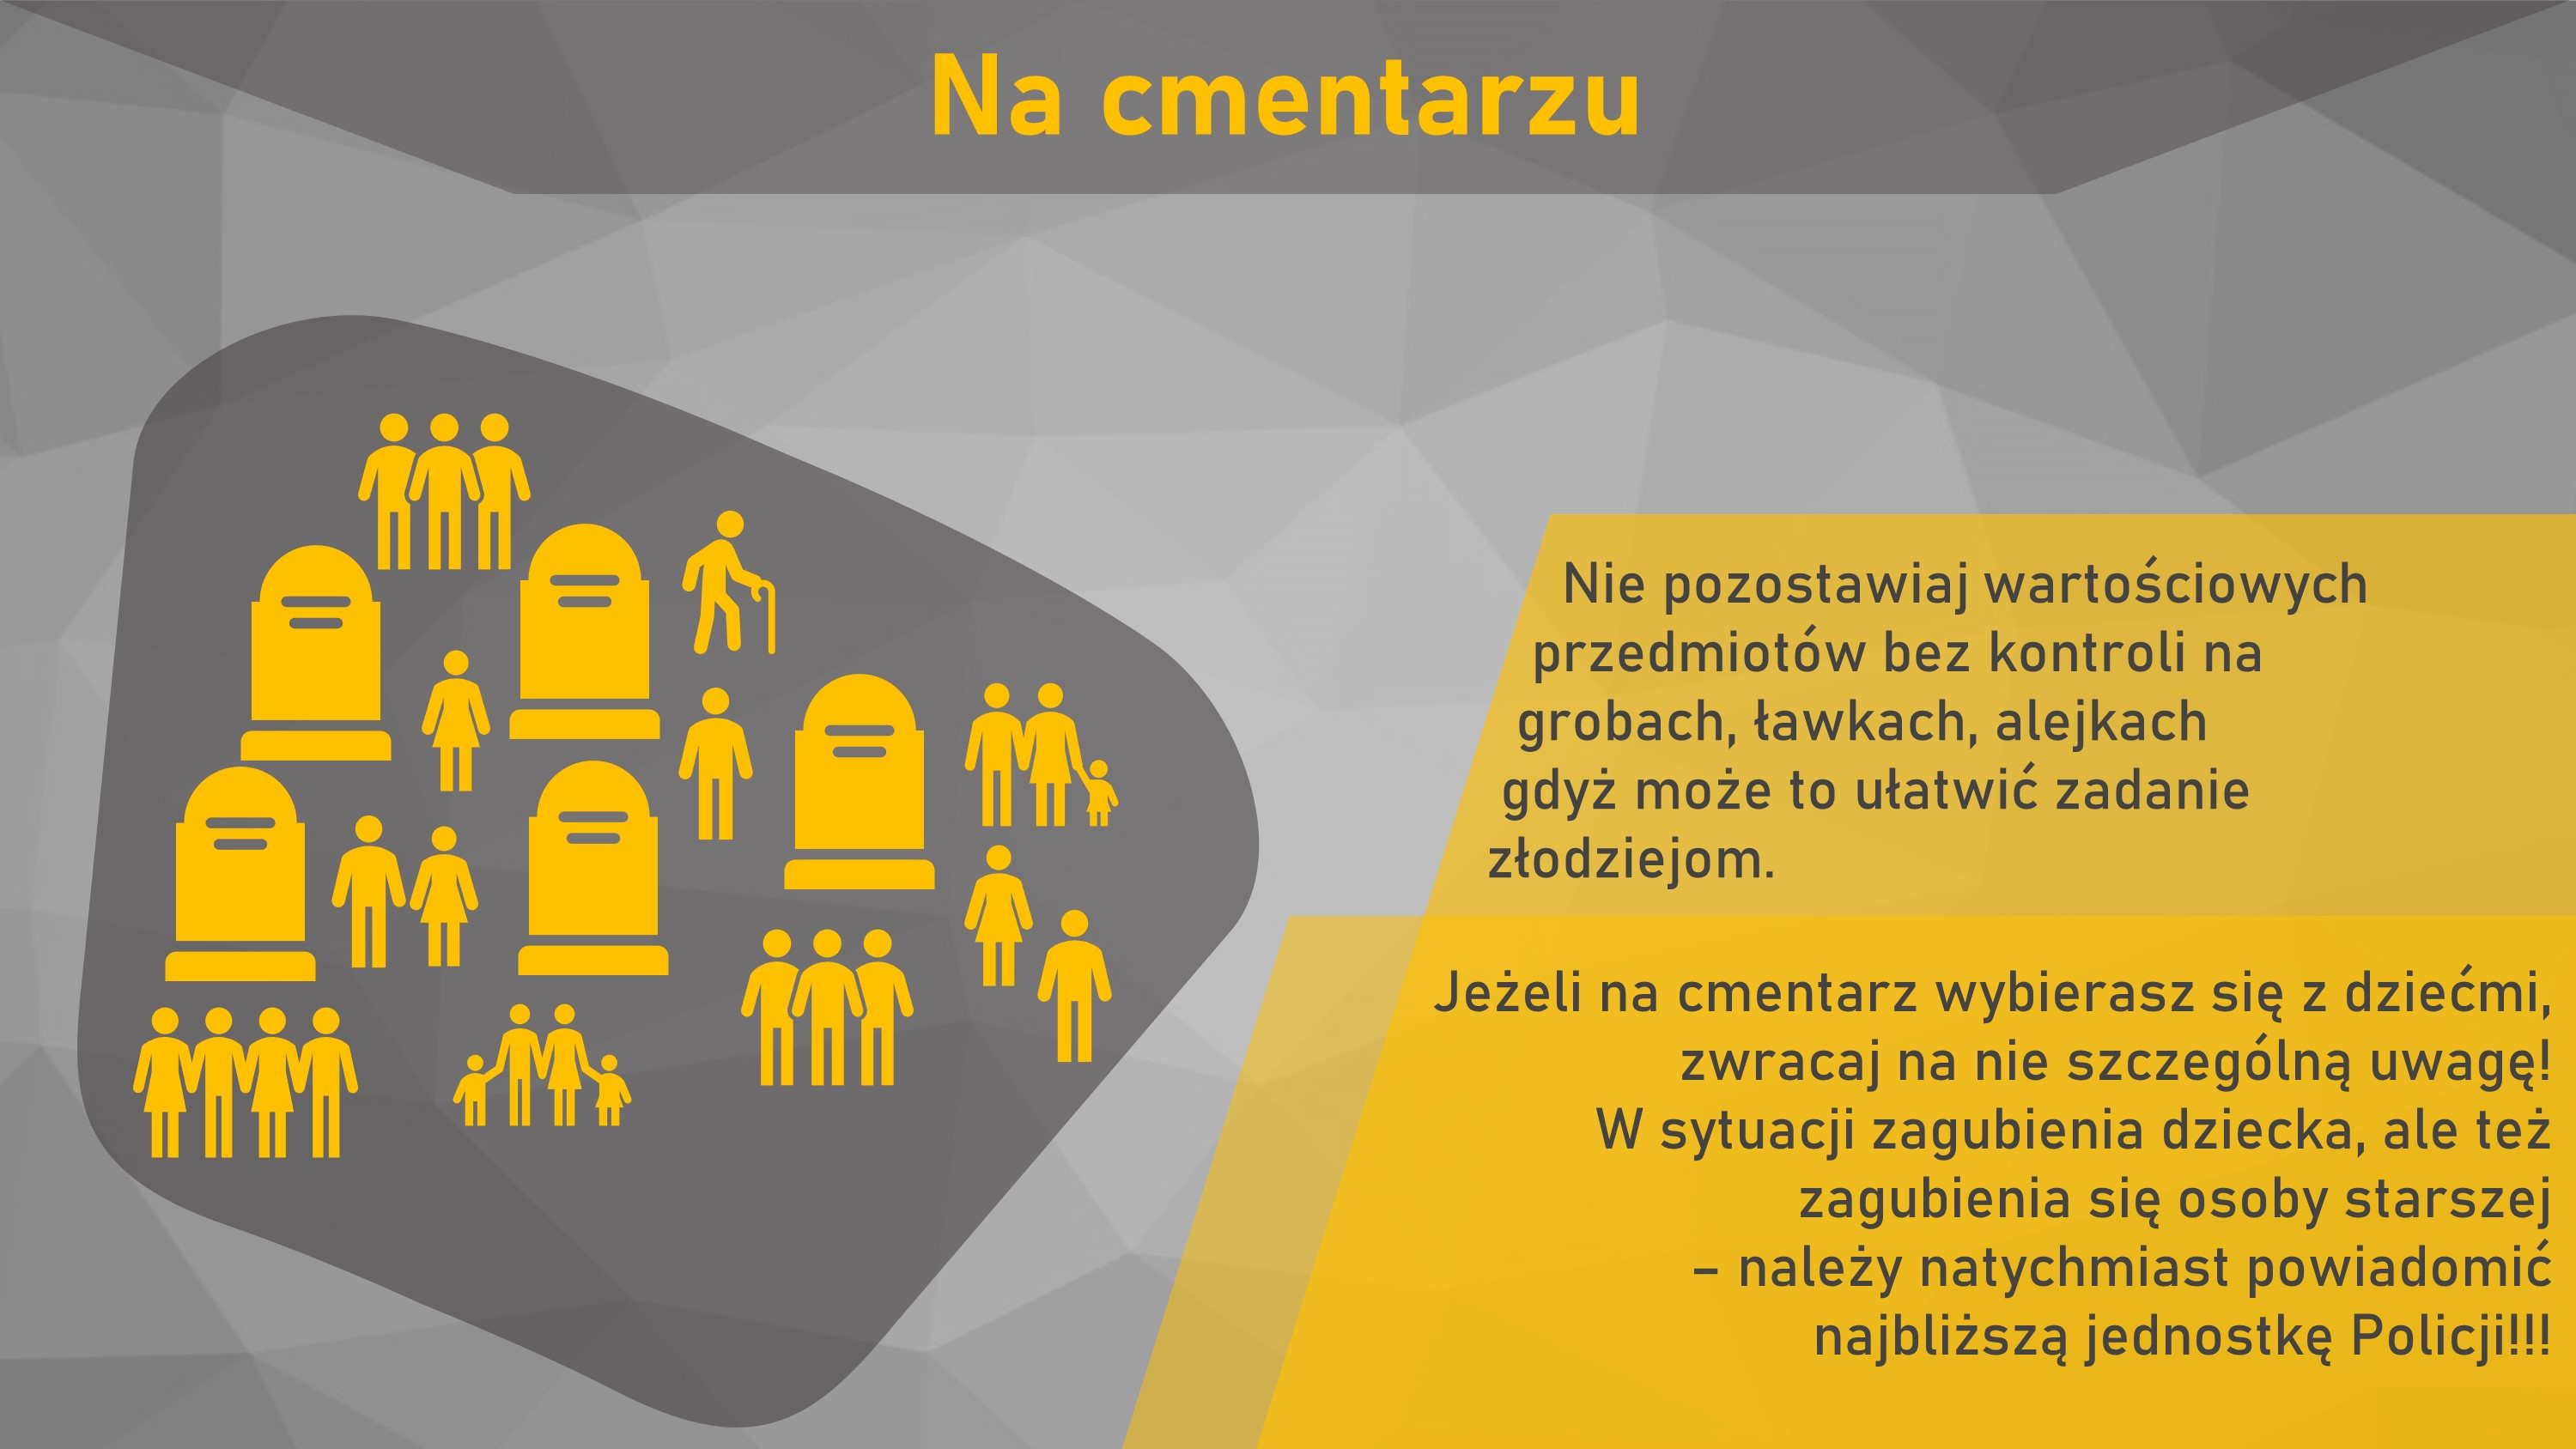 Na cmentarzu
Nie pozostawiaj wartościowych
przedmiotów bez kontroli na
grobach, ławkach, alejkach
gdyż może to ułatwić zadanie
złodziejom.
Jeżeli na cmentarz wybierasz się z dziećmi,
zwracaj na nie szczególną uwagę!
W sytuacji zagubienia dziecka, ale też
zagubienia się osoby starszej
– należy natychmiast powiadomić
najbliższą jednostkę Policji!!!